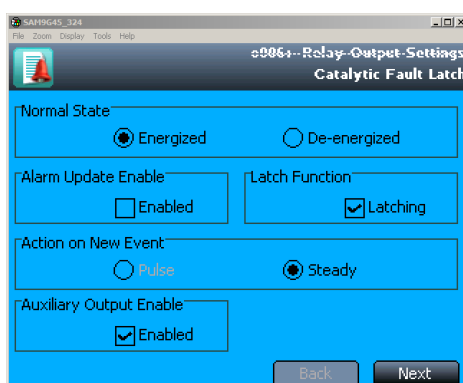 SAM9G45_324
File Zoom Display Tools Help
Relay Output Settings
Catalytic Fault Latch
Normal State
Energized
De-energized
Alarm Update Enable
Enabled
Latch Function
Latching
Action on New Event
Pulse
Steady
Auxiliary Output Enable
Enabled
Back
Next